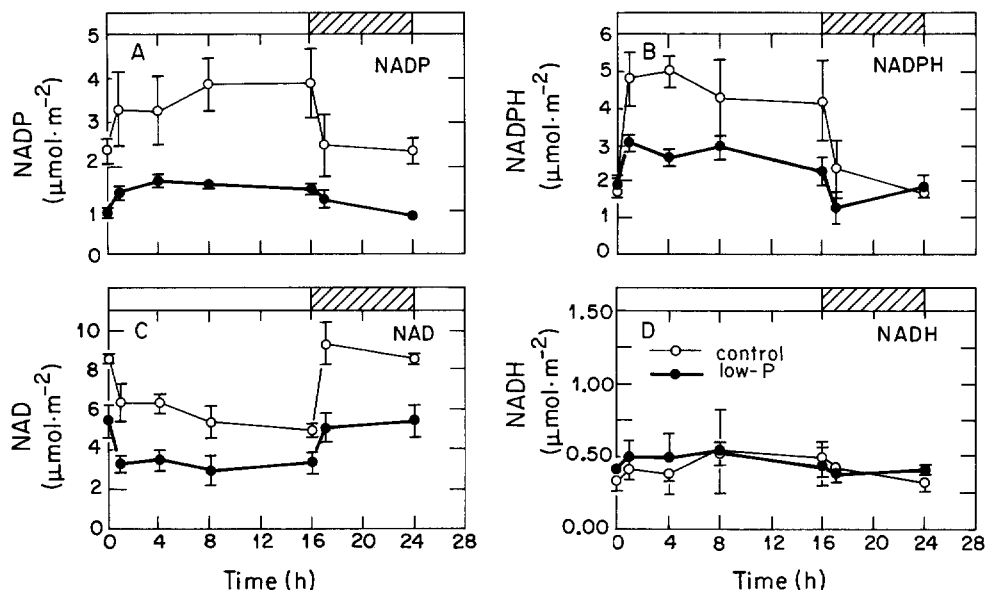 A
NADP
NADP
(μmol·m⁻²)
5
4
3
2
1
0
B
NADPH
NADPH
(μmol·m⁻²)
6
5
4
3
2
1
0
C
NAD
NAD
(μmol·m⁻²)
10
8
6
4
2
0
0 4 8 12 16 20 24 28
Time (h)
D
NADH
control
low-P
NADH
(μmol·m⁻²)
1.50
1.00
0.50
0.00
0 4 8 12 16 20 24 28
Time (h)